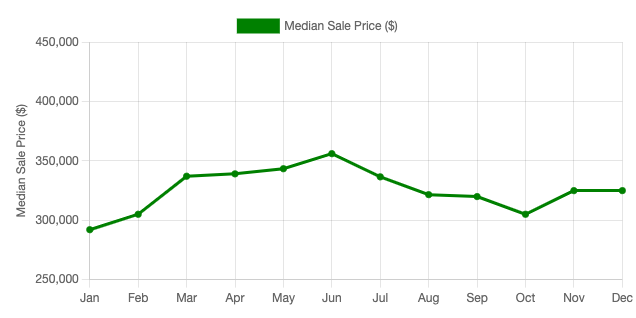 Median Sale Price ($)
450,000
400,000
350,000
300,000
250,000
Median Sale Price ($)
Jan Feb Mar Apr May Jun Jul Aug Sep Oct Nov Dec